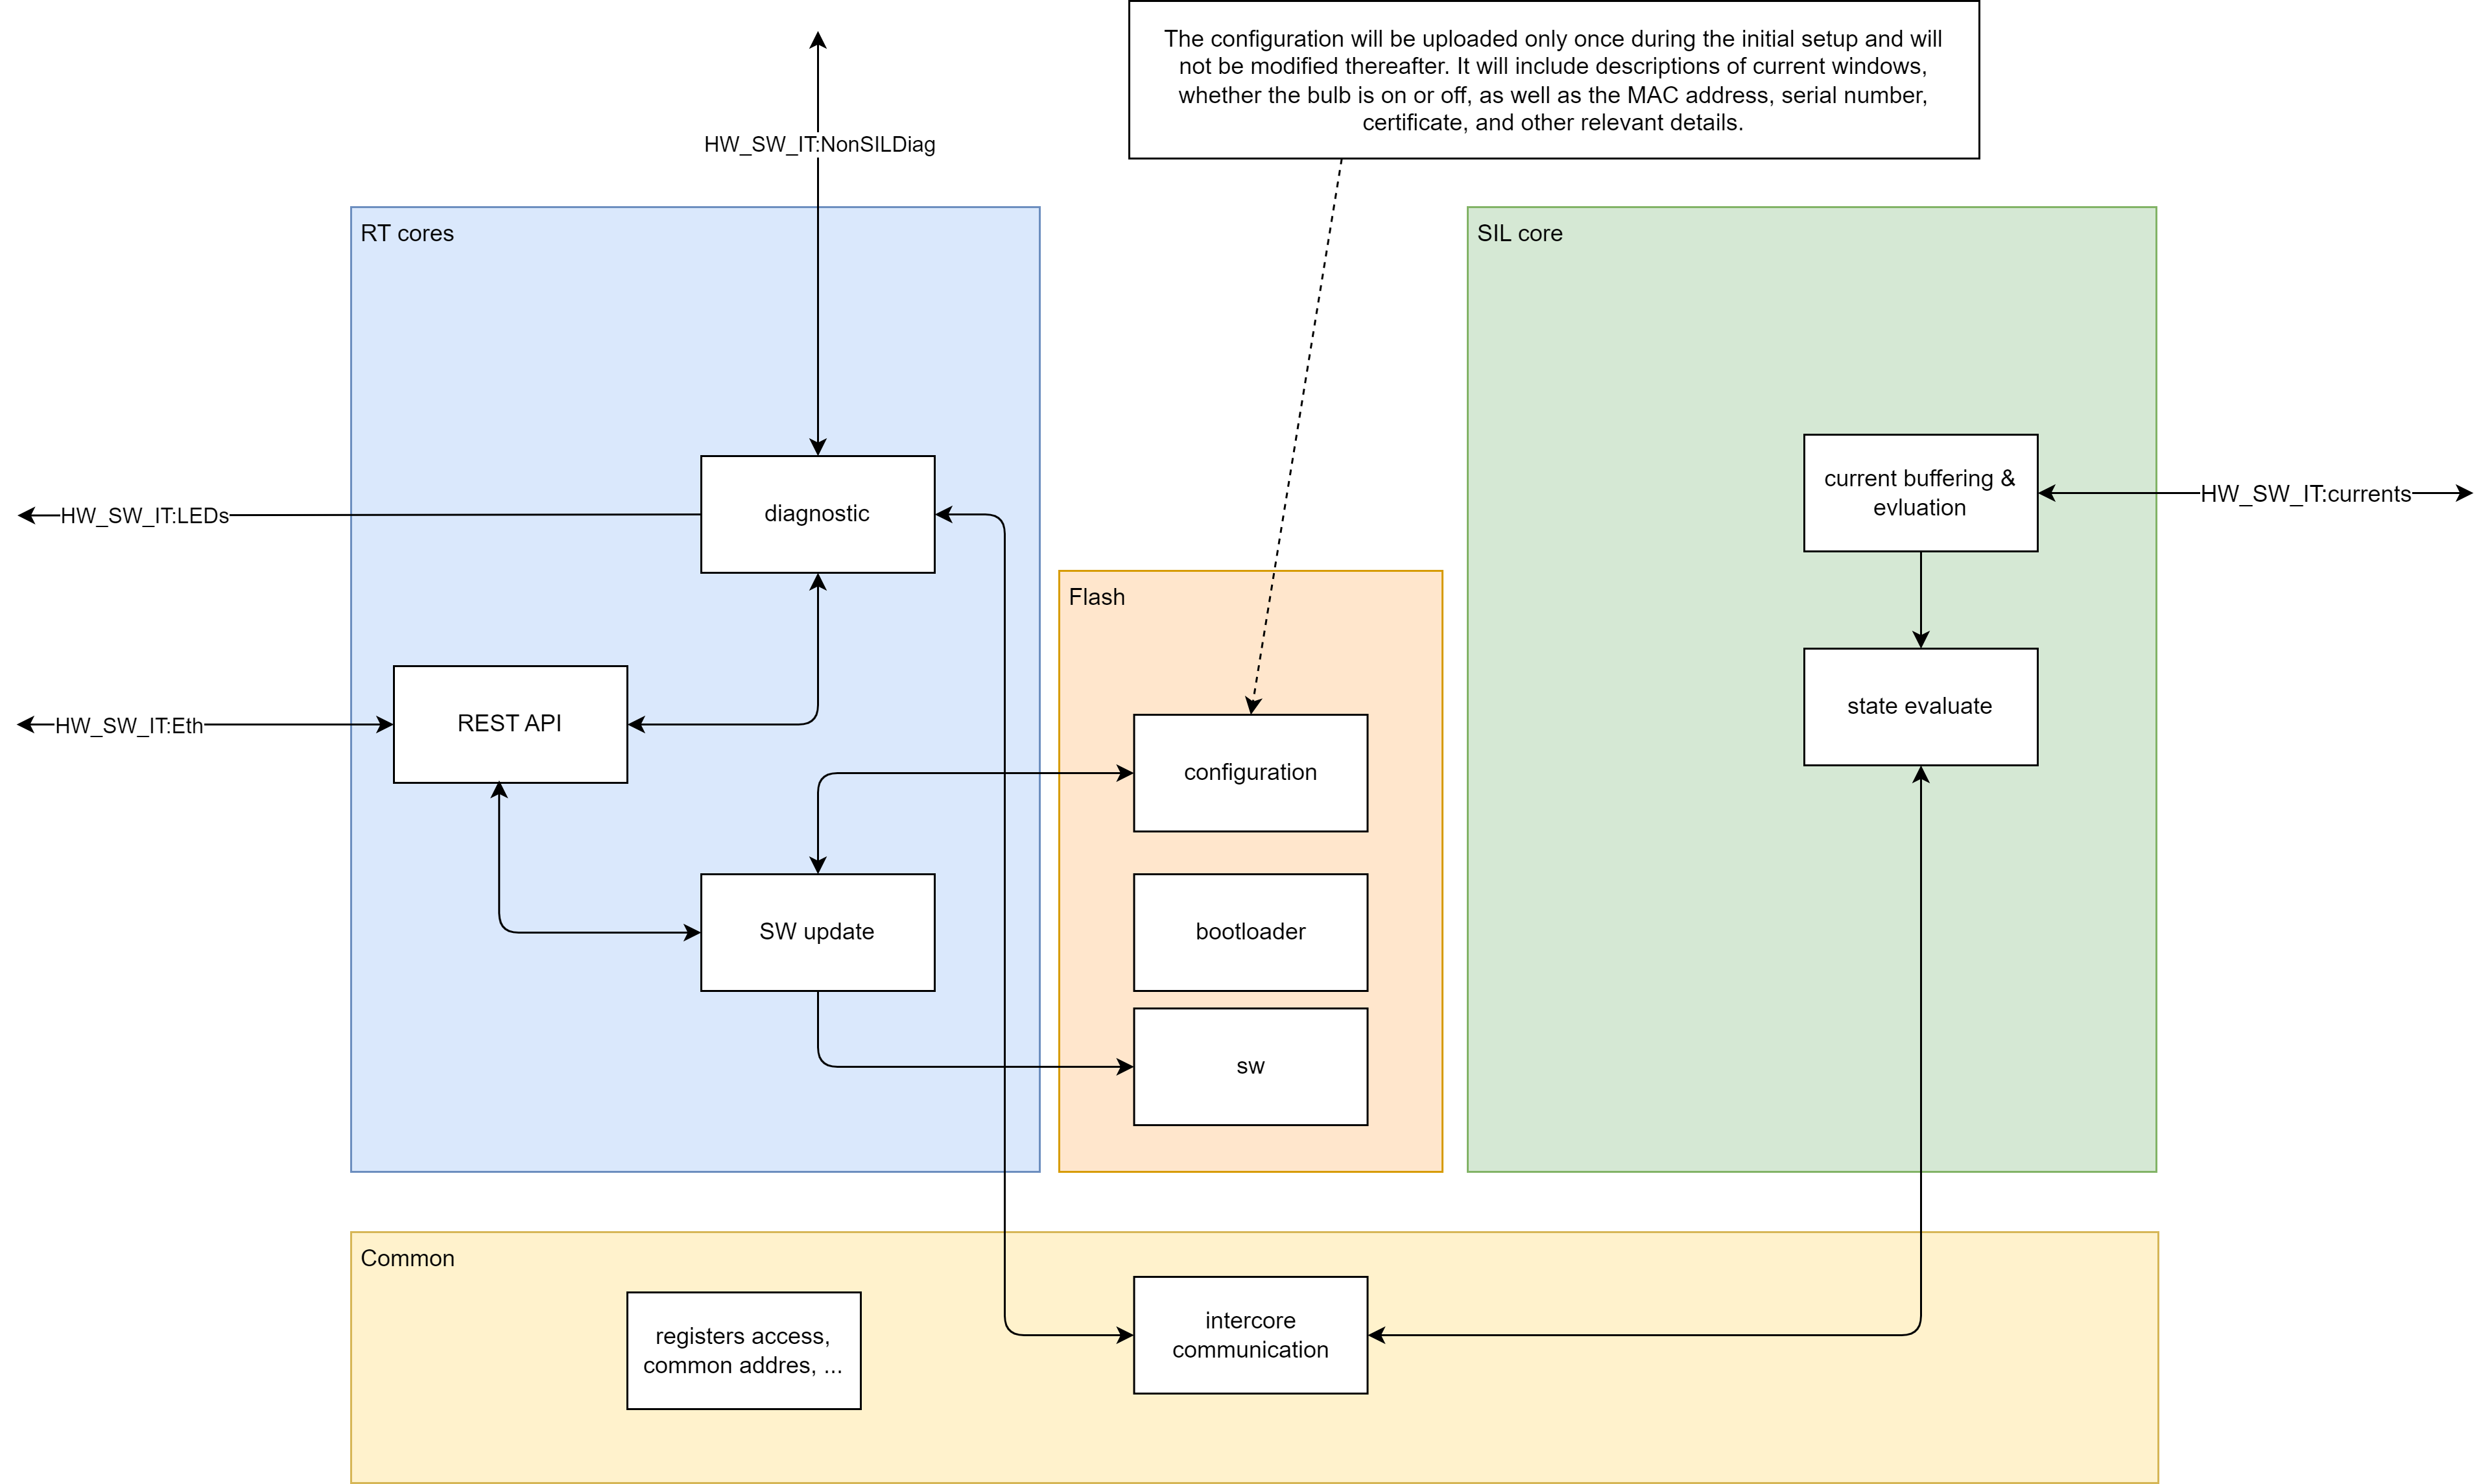 The configuration will be uploaded only once during the initial setup and will
not be modified thereafter. It will include descriptions of current windows,
whether the bulb is on or off, as well as the MAC address, serial number,
certificate, and other relevant details.
HW_SW_IT:NonSILDiag
RT cores
SIL core
current buffering &
evluation
HW_SW_IT:currents
diagnostic
HW_SW_IT:LEDs
Flash
state evaluate
REST API
HW_SW_IT:Eth
configuration
SW update
bootloader
sw
Common
intercore
communication
registers access,
common addres, ...